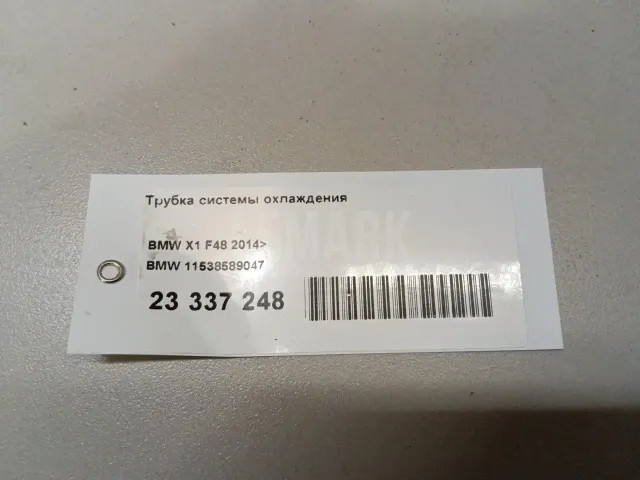 Трубка системы охлаждения
BMW X1 F48 2014>
BMW 11538589047
23 337 248